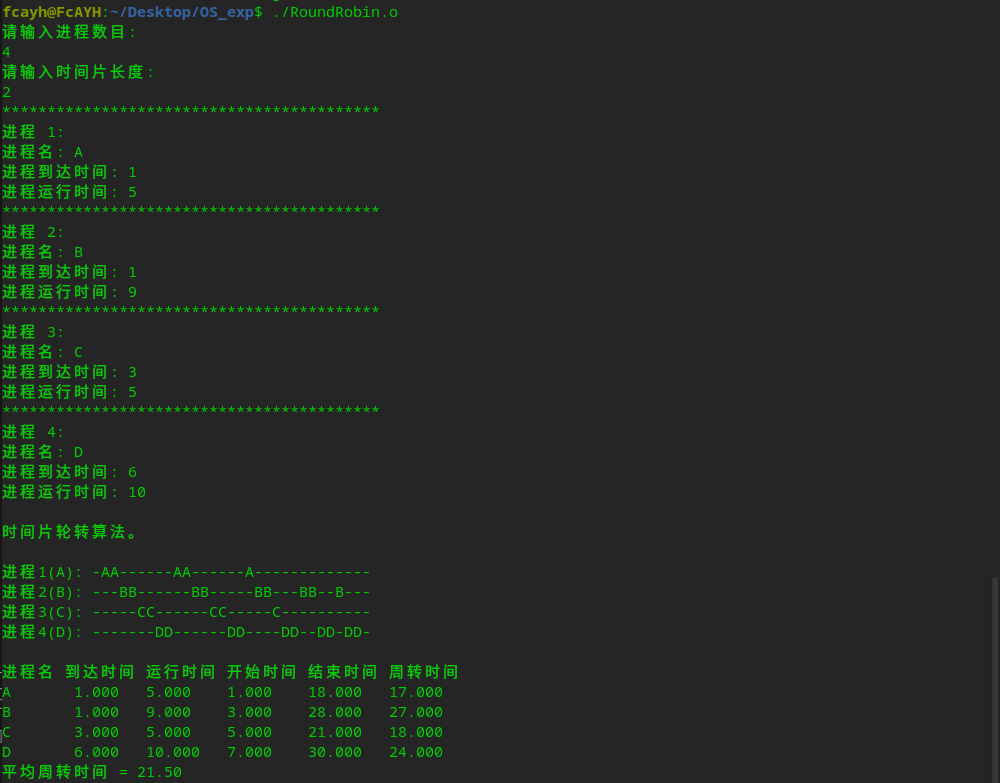 fcayh@FcAYH:~/Desktop/OS_exp$ ./RoundRobin.o
请输入进程数目:
4
请输入时间片长度:
2
******************************************
进程 1:
进程名: A
进程到达时间: 1
进程运行时间: 5
******************************************
进程 2:
进程名: B
进程到达时间: 1
进程运行时间: 9
******************************************
进程 3:
进程名: C
进程到达时间: 3
进程运行时间: 5
******************************************
进程 4:
进程名: D
进程到达时间: 6
进程运行时间: 10
时间片轮转算法。
进程1(A): -AA------AA------A-------------
进程2(B): ---BB------BB-----BB---BB--B---
进程3(C): -----CC------CC-----C----------
进程4(D): -------DD------DD----DD--DD-DD-
进程名 到达时间 运行时间 开始时间 结束时间 周转时间
A 1.000 5.000 1.000 18.000 17.000
B 1.000 9.000 3.000 28.000 27.000
C 3.000 5.000 5.000 21.000 18.000
D 6.000 10.000 7.000 30.000 24.000
平均周转时间 = 21.50